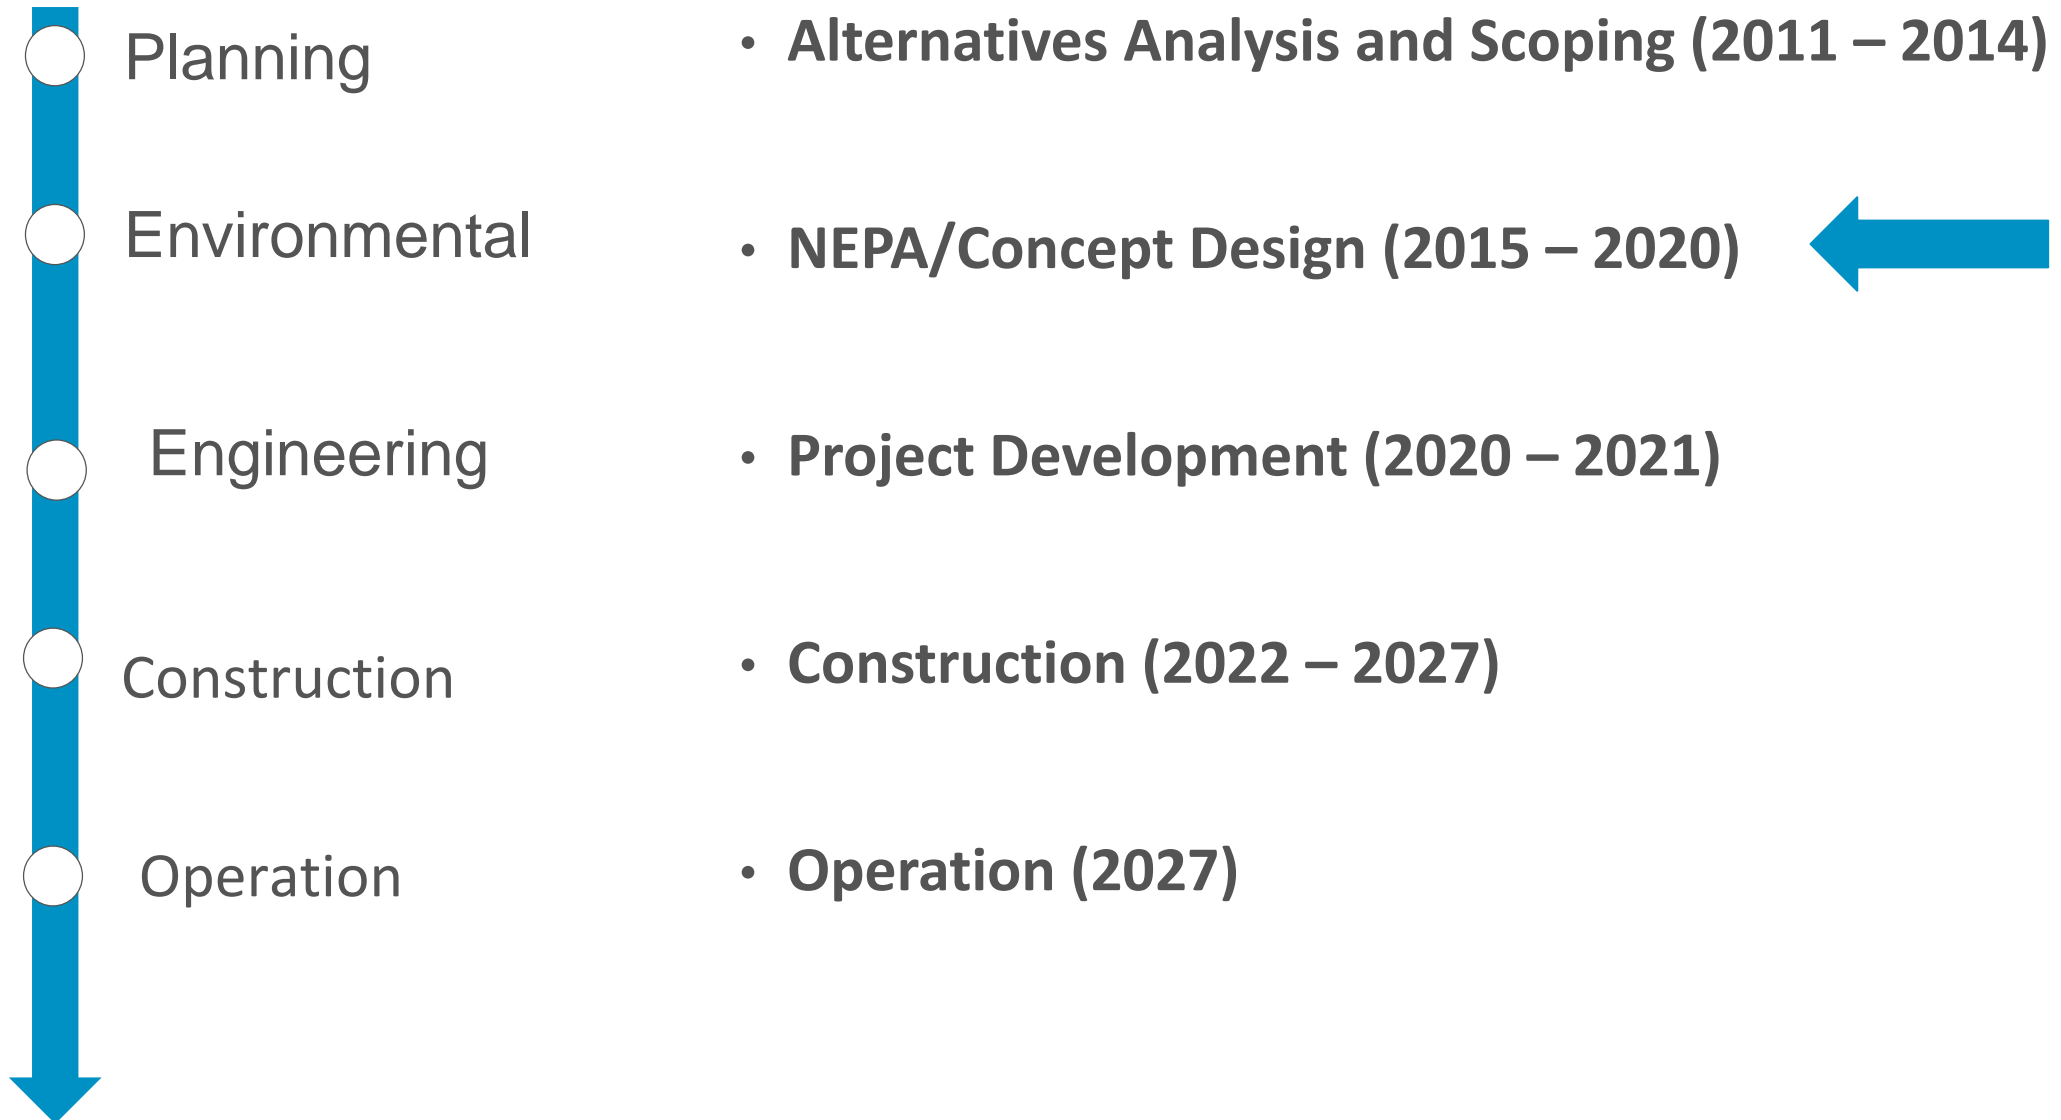 Planning
• Alternatives Analysis and Scoping (2011 – 2014)
Environmental
• NEPA/Concept Design (2015 – 2020)
Engineering
• Project Development (2020 – 2021)
Construction
• Construction (2022 – 2027)
Operation
• Operation (2027)